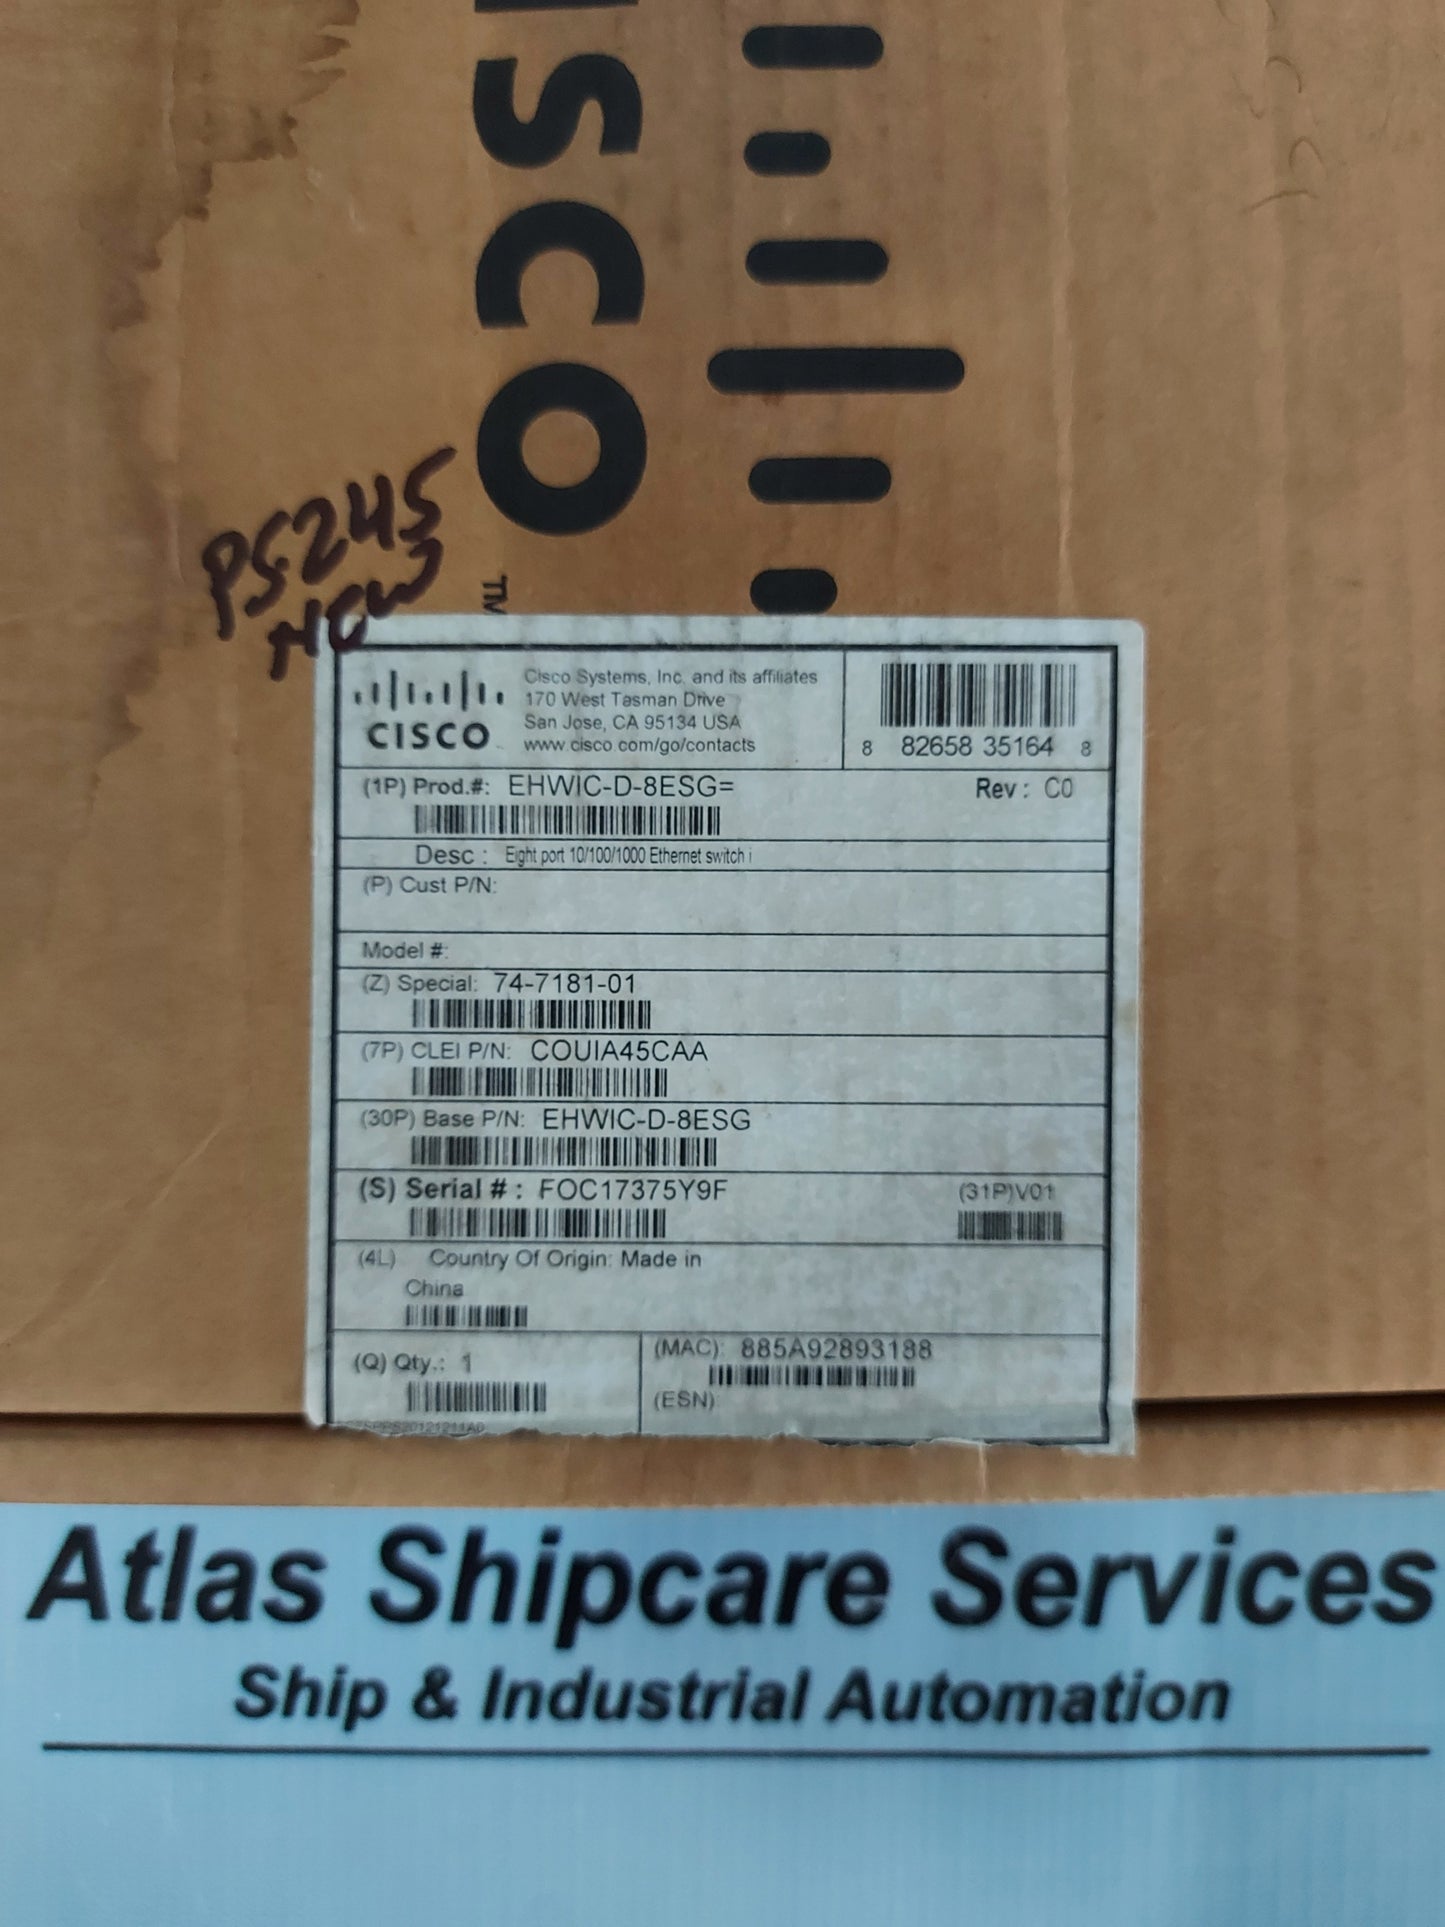 CISCO
TM
PS245
NEW
CISCO
Cisco Systems, Inc. and its affiliates
170 West Tasman Drive
San Jose, CA 95134 USA
www.cisco.com/go/contacts
8 82658 35164 8
(1P) Prod.#: EHWIC-D-8ESG= Rev : C0
Desc : Eight port 10/100/1000 Ethernet switch i
(P) Cust P/N:
Model #:
(Z) Special: 74-7181-01
(7P) CLEI P/N: COUIA45CAA
(30P) Base P/N: EHWIC-D-8ESG
(S) Serial # : FOC17375Y9F (31P)V01
(4L) Country Of Origin: Made in
China
(Q) Qty.: 1
(MAC): 885A92893188
(ESN)
Atlas Shipcare Services
Ship & Industrial Automation